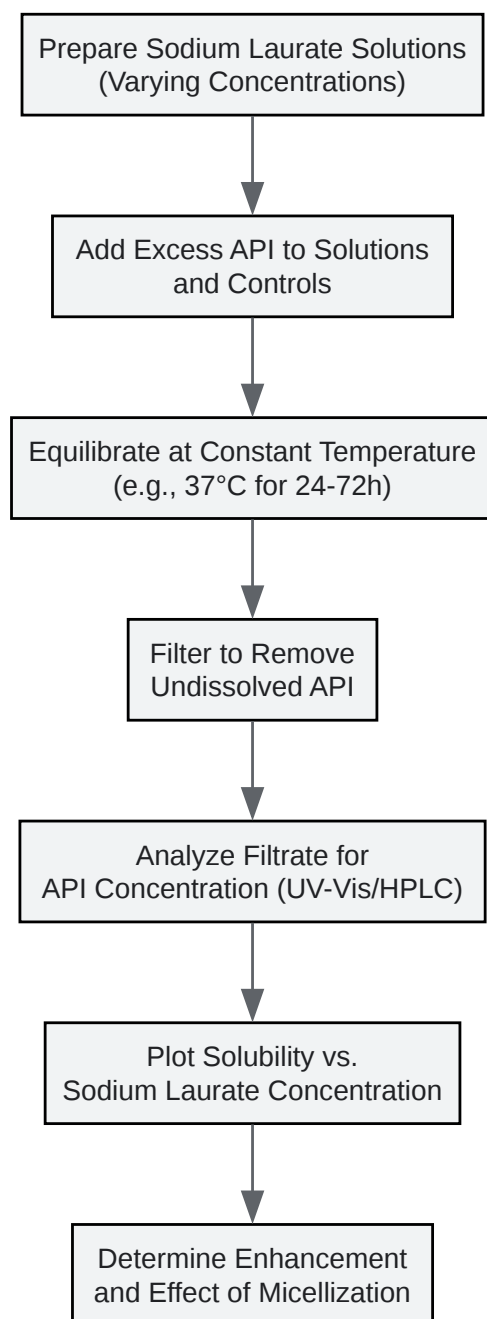 Prepare Sodium Laurate Solutions
(Varying Concentrations)
Add Excess API to Solutions
and Controls
Equilibrate at Constant Temperature
(e.g., 37°C for 24-72h)
Filter to Remove
Undissolved API
Analyze Filtrate for
API Concentration (UV-Vis/HPLC)
Plot Solubility vs.
Sodium Laurate Concentration
Determine Enhancement
and Effect of Micellization